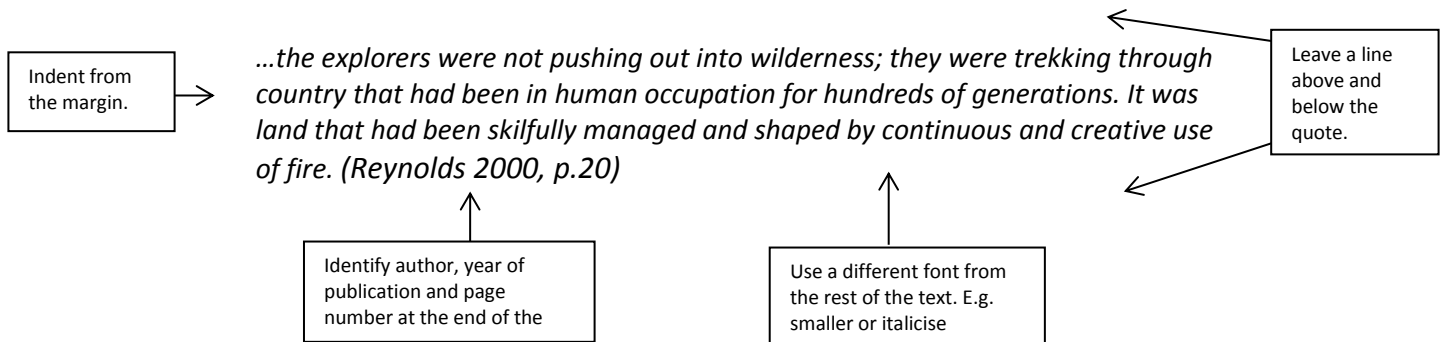 …the explorers were not pushing out into wilderness; they were trekking through
country that had been in human occupation for hundreds of generations. It was
land that had been skilfully managed and shaped by continuous and creative use
of fire. (Reynolds 2000, p.20)
Indent from
the margin.
Leave a line
above and
below the
quote.
Identify author, year of
publication and page
number at the end of the
Use a different font from
the rest of the text. E.g.
smaller or italicise